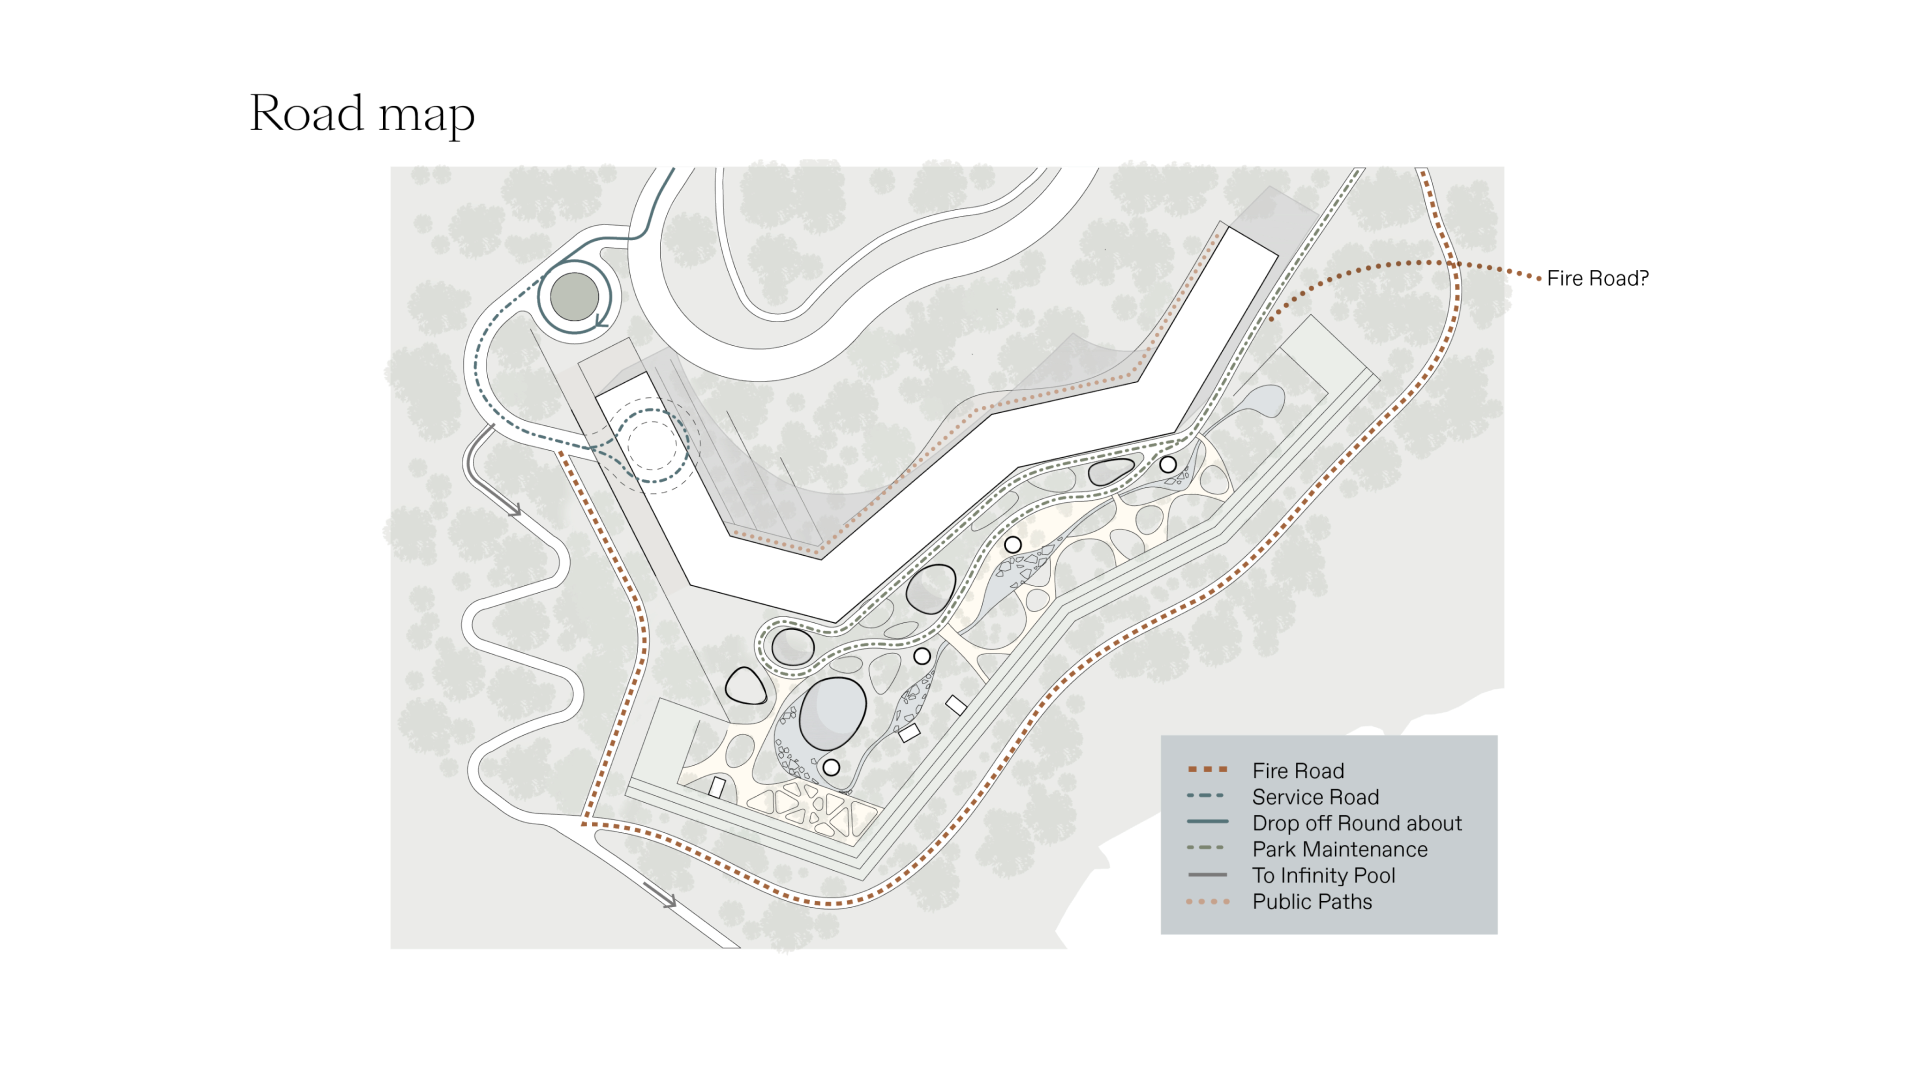 Road map
Fire Road?
Fire Road
Service Road
Drop off Round about
Park Maintenance
To Infinity Pool
Public Paths